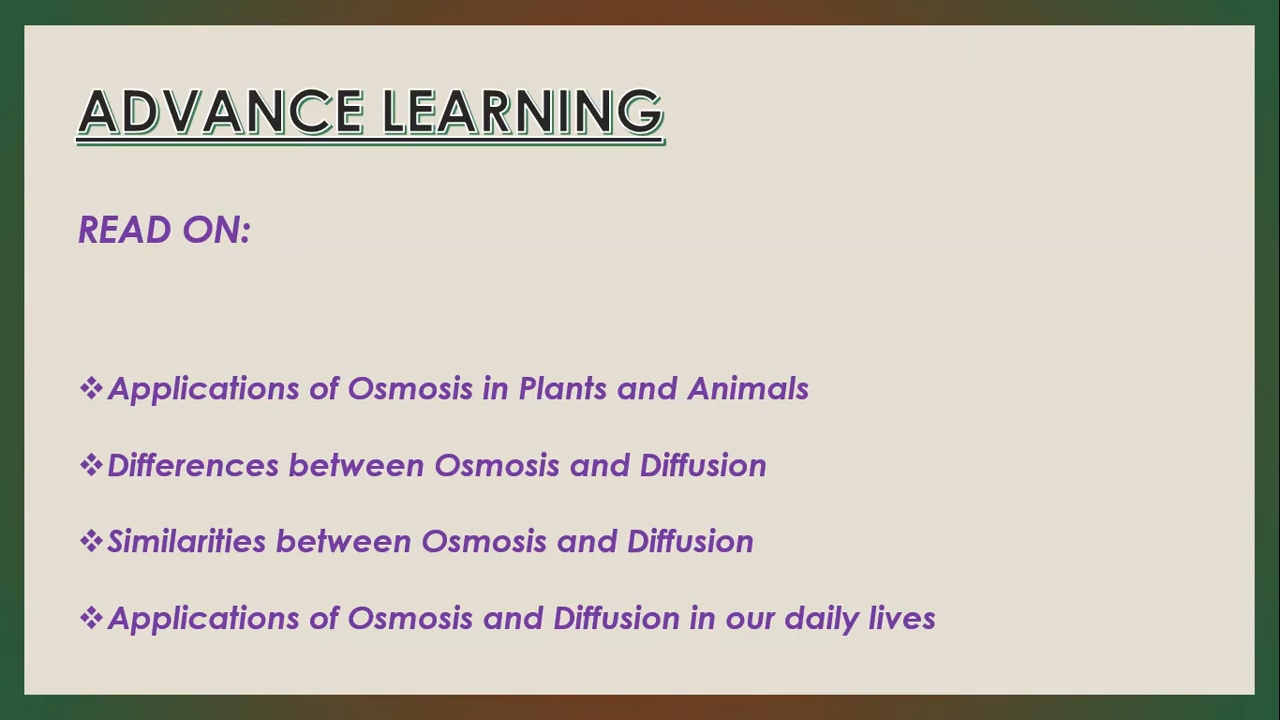 ADVANCE LEARNING
READ ON:
❖Applications of Osmosis in Plants and Animals
❖Differences between Osmosis and Diffusion
❖Similarities between Osmosis and Diffusion
❖Applications of Osmosis and Diffusion in our daily lives